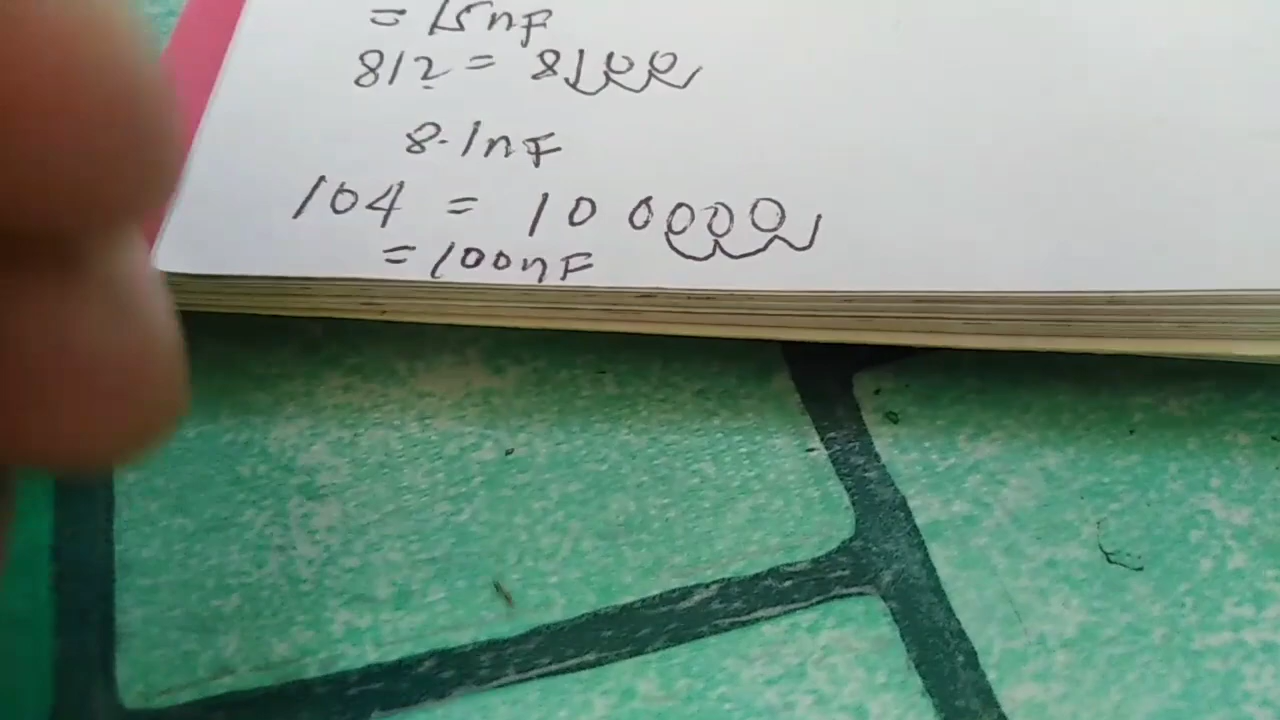 = 15nF
812 = 8100
8.1nF
104 = 100000
= 100nF